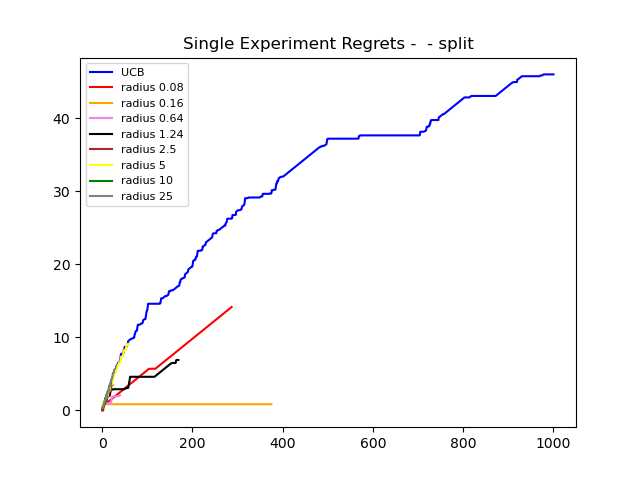 Single Experiment Regrets -  - split
UCB
radius 0.08
radius 0.16
radius 0.64
radius 1.24
radius 2.5
radius 5
radius 10
radius 25
40
30
20
10
0
0 200 400 600 800 1000